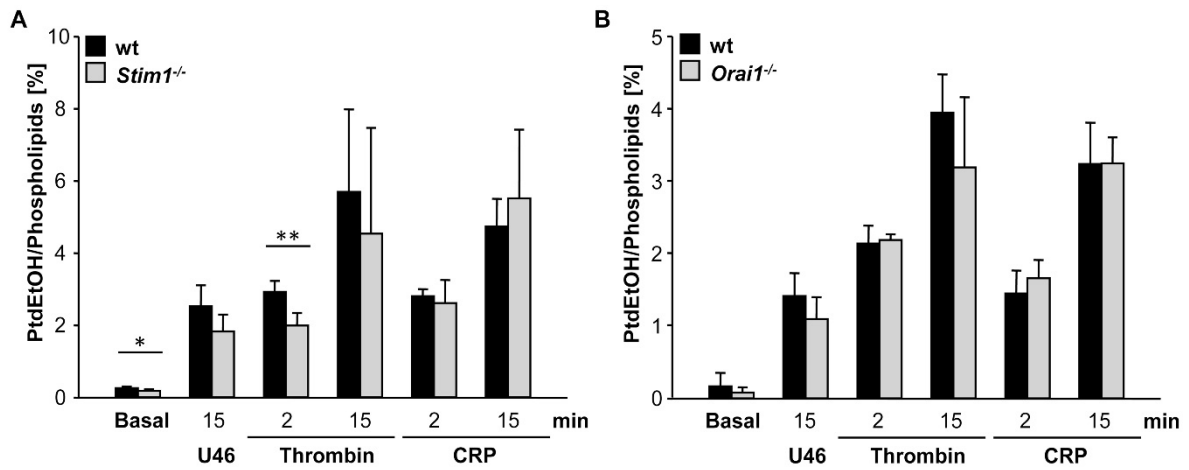 A
PtdEtOH/Phospholipids [%]
10
8
6
4
2
0
wt
Stim1-/-
*
**
Basal 15 2 15 2 15 min
U46 Thrombin CRP
B
PtdEtOH/Phospholipids [%]
5
4
3
2
1
0
wt
Orai1-/-
Basal 15 2 15 2 15 min
U46 Thrombin CRP